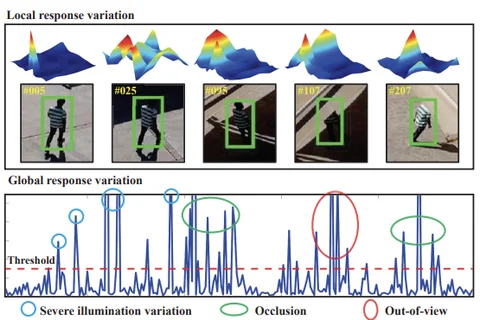 Local response variation
#005 #025 #095 #107 #207
Global response variation
Threshold
Severe illumination variation Occlusion Out-of-view